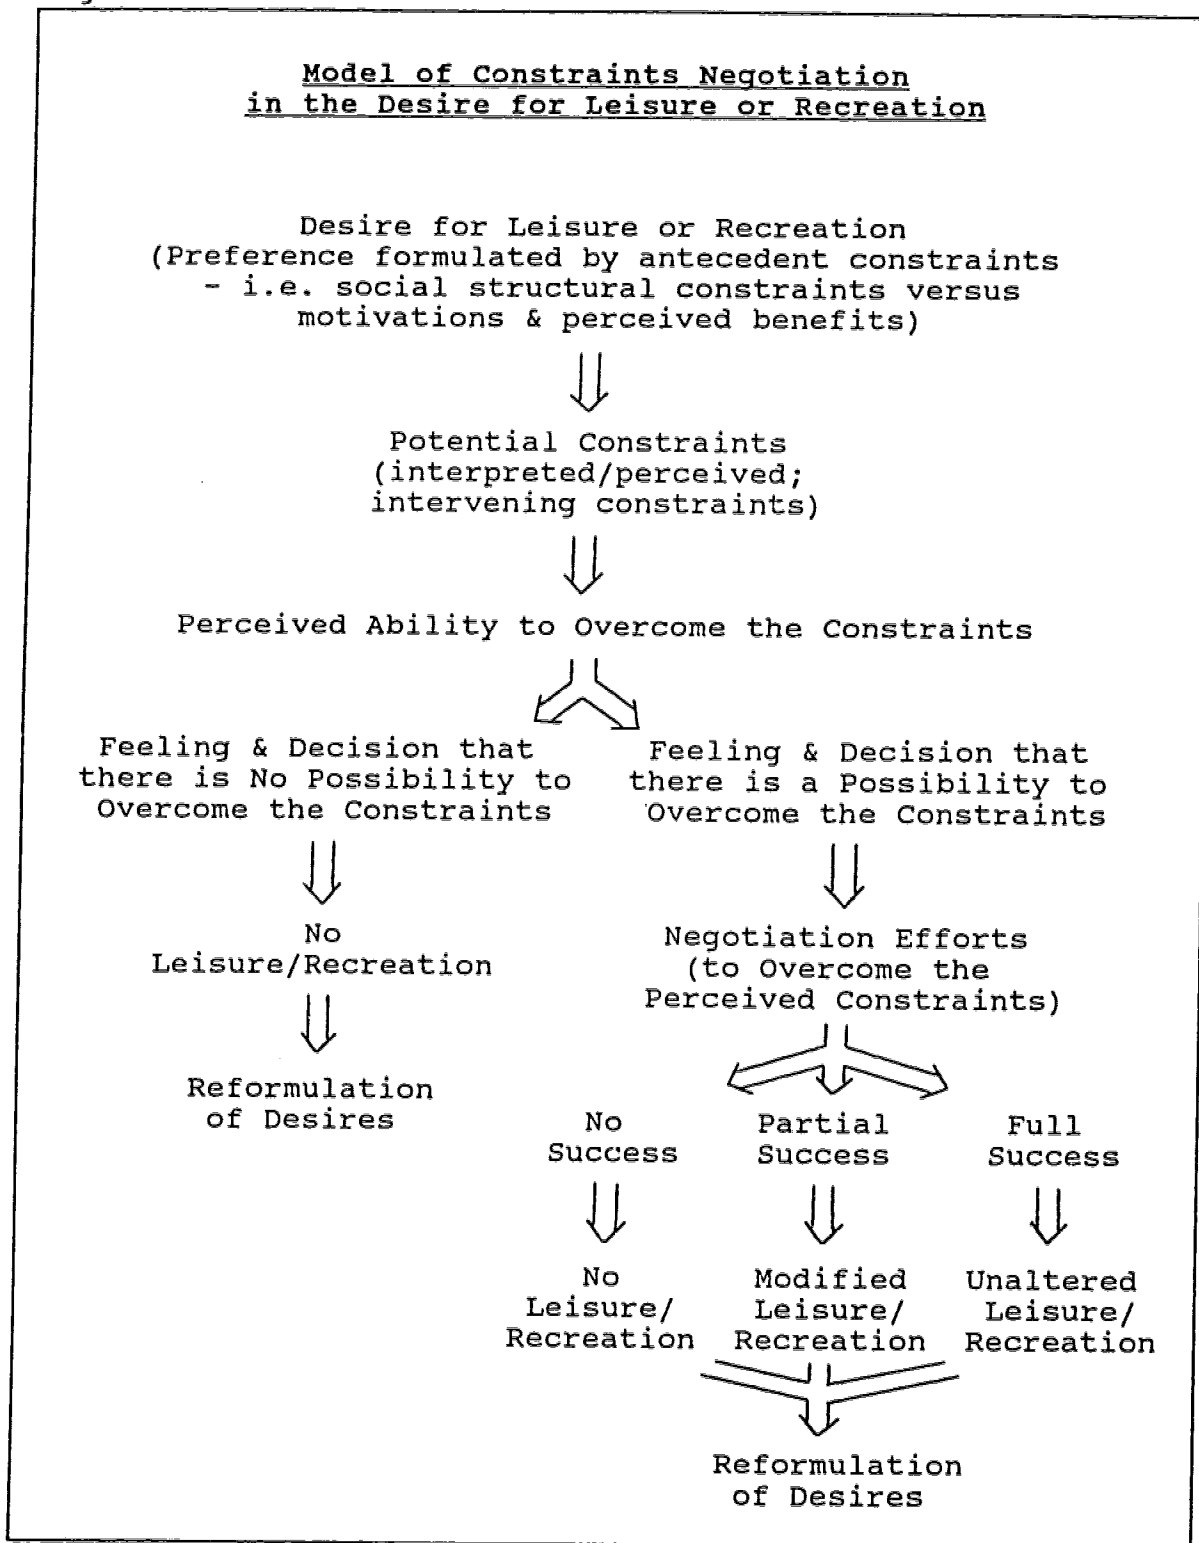 Model of Constraints Negotiation
in the Desire for Leisure or Recreation
Desire for Leisure or Recreation
(Preference formulated by antecedent constraints
- i.e. social structural constraints versus
motivations & perceived benefits)
Potential Constraints
(interpreted/perceived;
intervening constraints)
Perceived Ability to Overcome the Constraints
Feeling & Decision that
there is No Possibility to
Overcome the Constraints
Feeling & Decision that
there is a Possibility to
Overcome the Constraints
No
Leisure/Recreation
Reformulation
of Desires
Negotiation Efforts
(to Overcome the
Perceived Constraints)
No
Success
Partial
Success
Full
Success
No
Leisure/
Recreation
Modified
Leisure/
Recreation
Unaltered
Leisure/
Recreation
Reformulation
of Desires